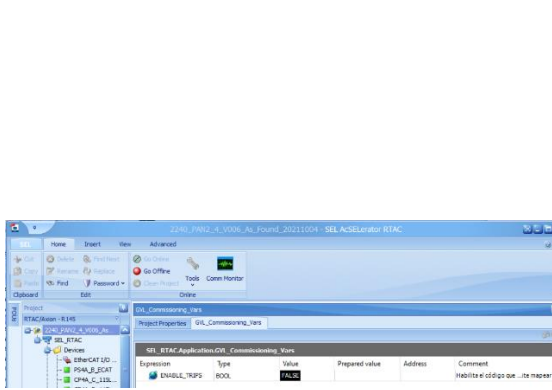 2240_PAN2_4_V006_As_Found_20211004 - SEL AcSELerator RTAC
SEL Home Insert View Advanced
Cut Delete Find Next Go Online
Copy Rename Replace Go Offline Tools Comm Monitor
Paste Find Password
Clipboard Edit Online
Project
GVL_Commissioning_Vars
RTAC/Axion - R145
Project Properties GVL_Commissioning_Vars
2240_PAN2_4_V006_As_
SEL_RTAC
SEL_RTAC.Application.GVL_Commissioning_Vars
Devices
Expression Type Value Prepared value Address Comment
EtherCAT I/O ...
PS4A_B_ECAT
ENABLE_TRIPS BOOL FALSE Habilita el código que ...ite mapear